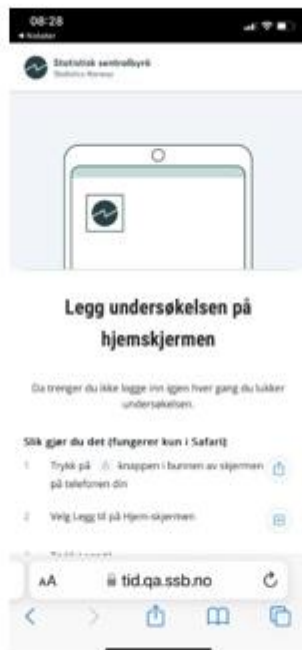 08:28
Statistisk sentralbyrå
Statistics Norway
Legg undersøkelsen på
hjemskjermen
Da trenger du ikke logge inn igjen hver gang du lukker
undersøkelsen.
Slik gjør du det (fungerer kun i Safari)
1 Trykk på knappen i bunnen av skjermen
på telefonen din
2 Velg Legg til på Hjem-skjermen
AA tid.qa.ssb.no